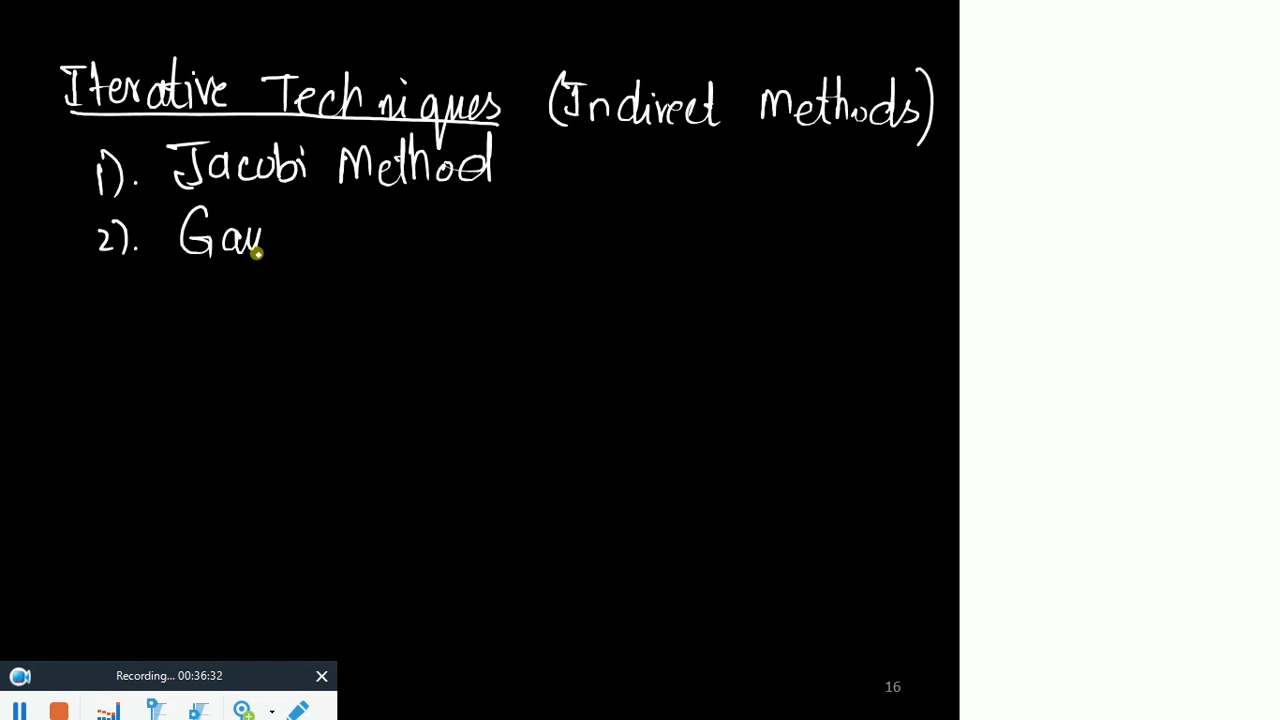 Iterative Techniques (Indirect Methods)
1). Jacobi Method
2). Gau
16
Recording... 00:36:32